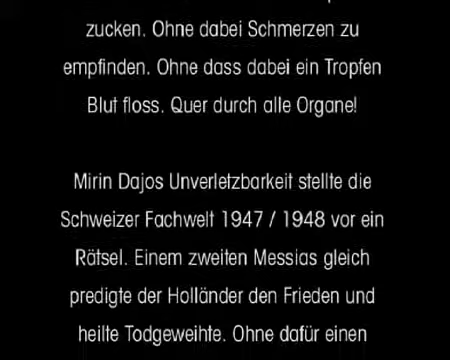 zucken. Ohne dabei Schmerzen zu
empfinden. Ohne dass dabei ein Tropfen
Blut floss. Quer durch alle Organe!
Mirin Dajos Unverletzbarkeit stellte die
Schweizer Fachwelt 1947 / 1948 vor ein
Rätsel. Einem zweiten Messias gleich
predigte der Holländer den Frieden und
heilte Todgeweihte. Ohne dafür einen